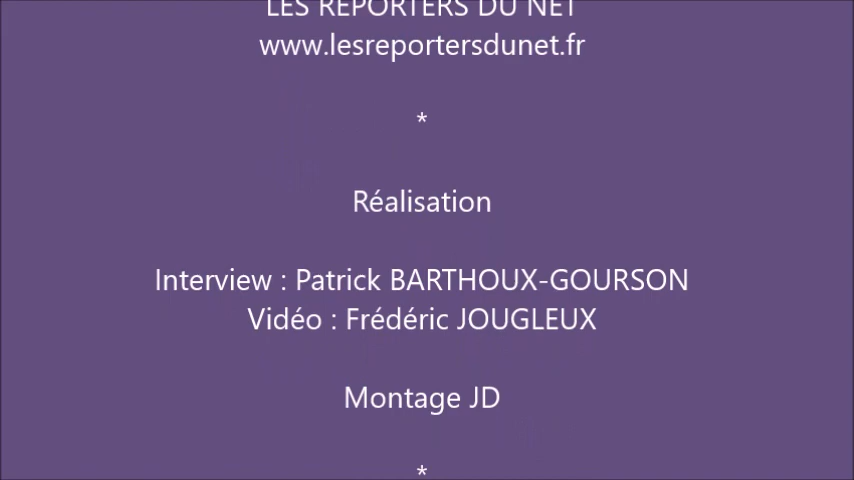 LES REPORTERS DU NET
www.lesreportersdunet.fr
*
Réalisation
Interview : Patrick BARTHOUX-GOURSON
Vidéo : Frédéric JOUGLEUX
Montage JD
*